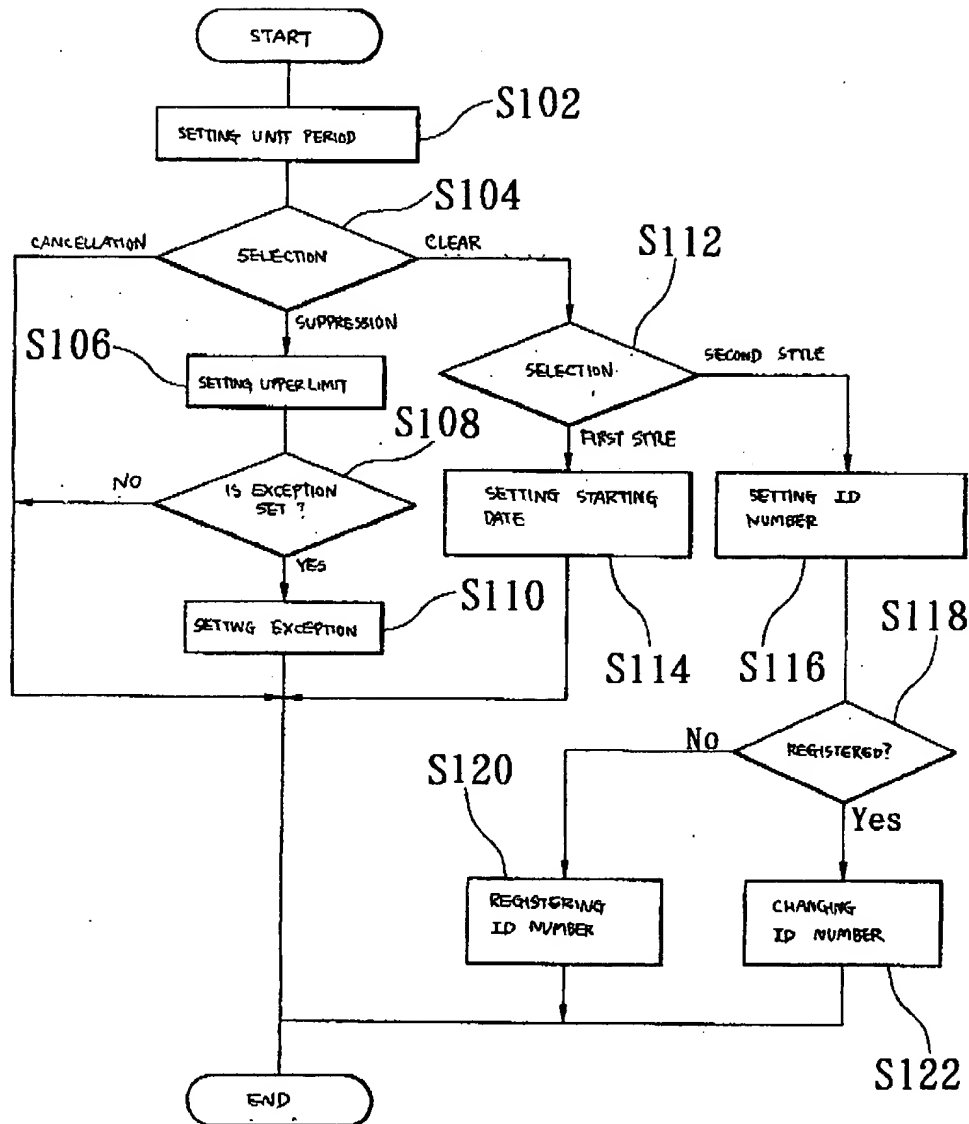 START
S102
SETTING UNIT PERIOD
S104
CANCELLATION
SELECTION
CLEAR
S112
SUPPRESSION
S106
SETTING UPPER LIMIT
SELECTION
SECOND STYLE
S108
FIRST STYLE
NO
IS EXCEPTION
SET ?
SETTING STARTING
DATE
SETTING ID
NUMBER
YES
S110
SETTING EXCEPTION
S114
S116
S118
No
REGISTERED?
S120
Yes
REGISTERING
ID NUMBER
CHANGING
ID NUMBER
S122
END